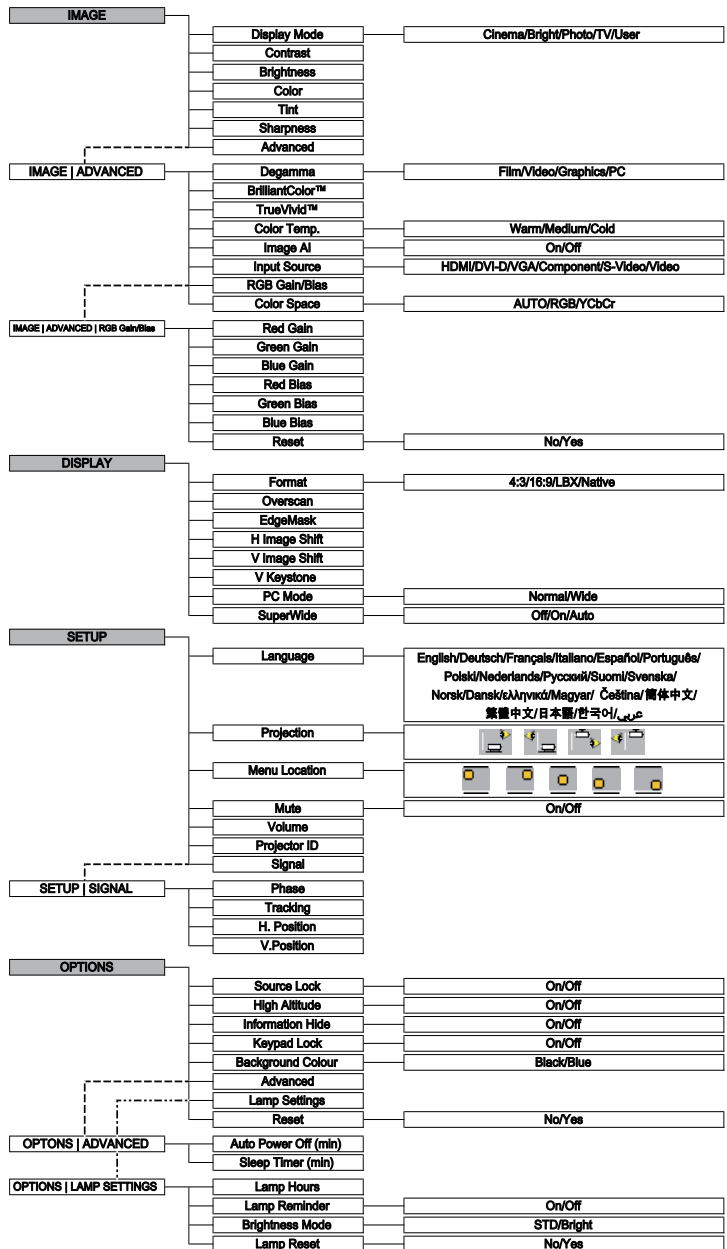 IMAGE
Display Mode Cinema/Bright/Photo/TV/User
Contrast
Brightness
Color
Tint
Sharpness
Advanced
IMAGE | ADVANCED Degamma Film/Video/Graphics/PC
BrilliantColor™
TrueVivid™
Color Temp. Warm/Medium/Cold
Image AI On/Off
Input Source HDMI/DVI-D/VGA/Component/S-Video/Video
RGB Gain/Bias
Color Space AUTO/RGB/YCbCr
IMAGE | ADVANCED | RGB Gain/Bias Red Gain
Green Gain
Blue Gain
Red Bias
Green Bias
Blue Bias
Reset No/Yes
DISPLAY
Format 4:3/16:9/LBX/Native
Overscan
EdgeMask
H Image Shift
V Image Shift
V Keystone
PC Mode Normal/Wide
SuperWide Off/On/Auto
SETUP
Language English/Deutsch/Français/Italiano/Español/Português/
Polski/Nederlands/Русский/Suomi/Svenska/
Norsk/Dansk/ελληνικά/Magyar/ Čeština/簡体中文/
繁體中文/日本語/한국어/عربي
Projection
Menu Location
Mute On/Off
Volume
Projector ID
Signal
SETUP | SIGNAL Phase
Tracking
H. Position
V.Position
OPTIONS
Source Lock On/Off
High Altitude On/Off
Information Hide On/Off
Keypad Lock On/Off
Background Colour Black/Blue
Advanced
Lamp Settings
Reset No/Yes
OPTONS | ADVANCED Auto Power Off (min)
Sleep Timer (min)
OPTIONS | LAMP SETTINGS Lamp Hours
Lamp Reminder On/Off
Brightness Mode STD/Bright
Lamp Reset No/Yes